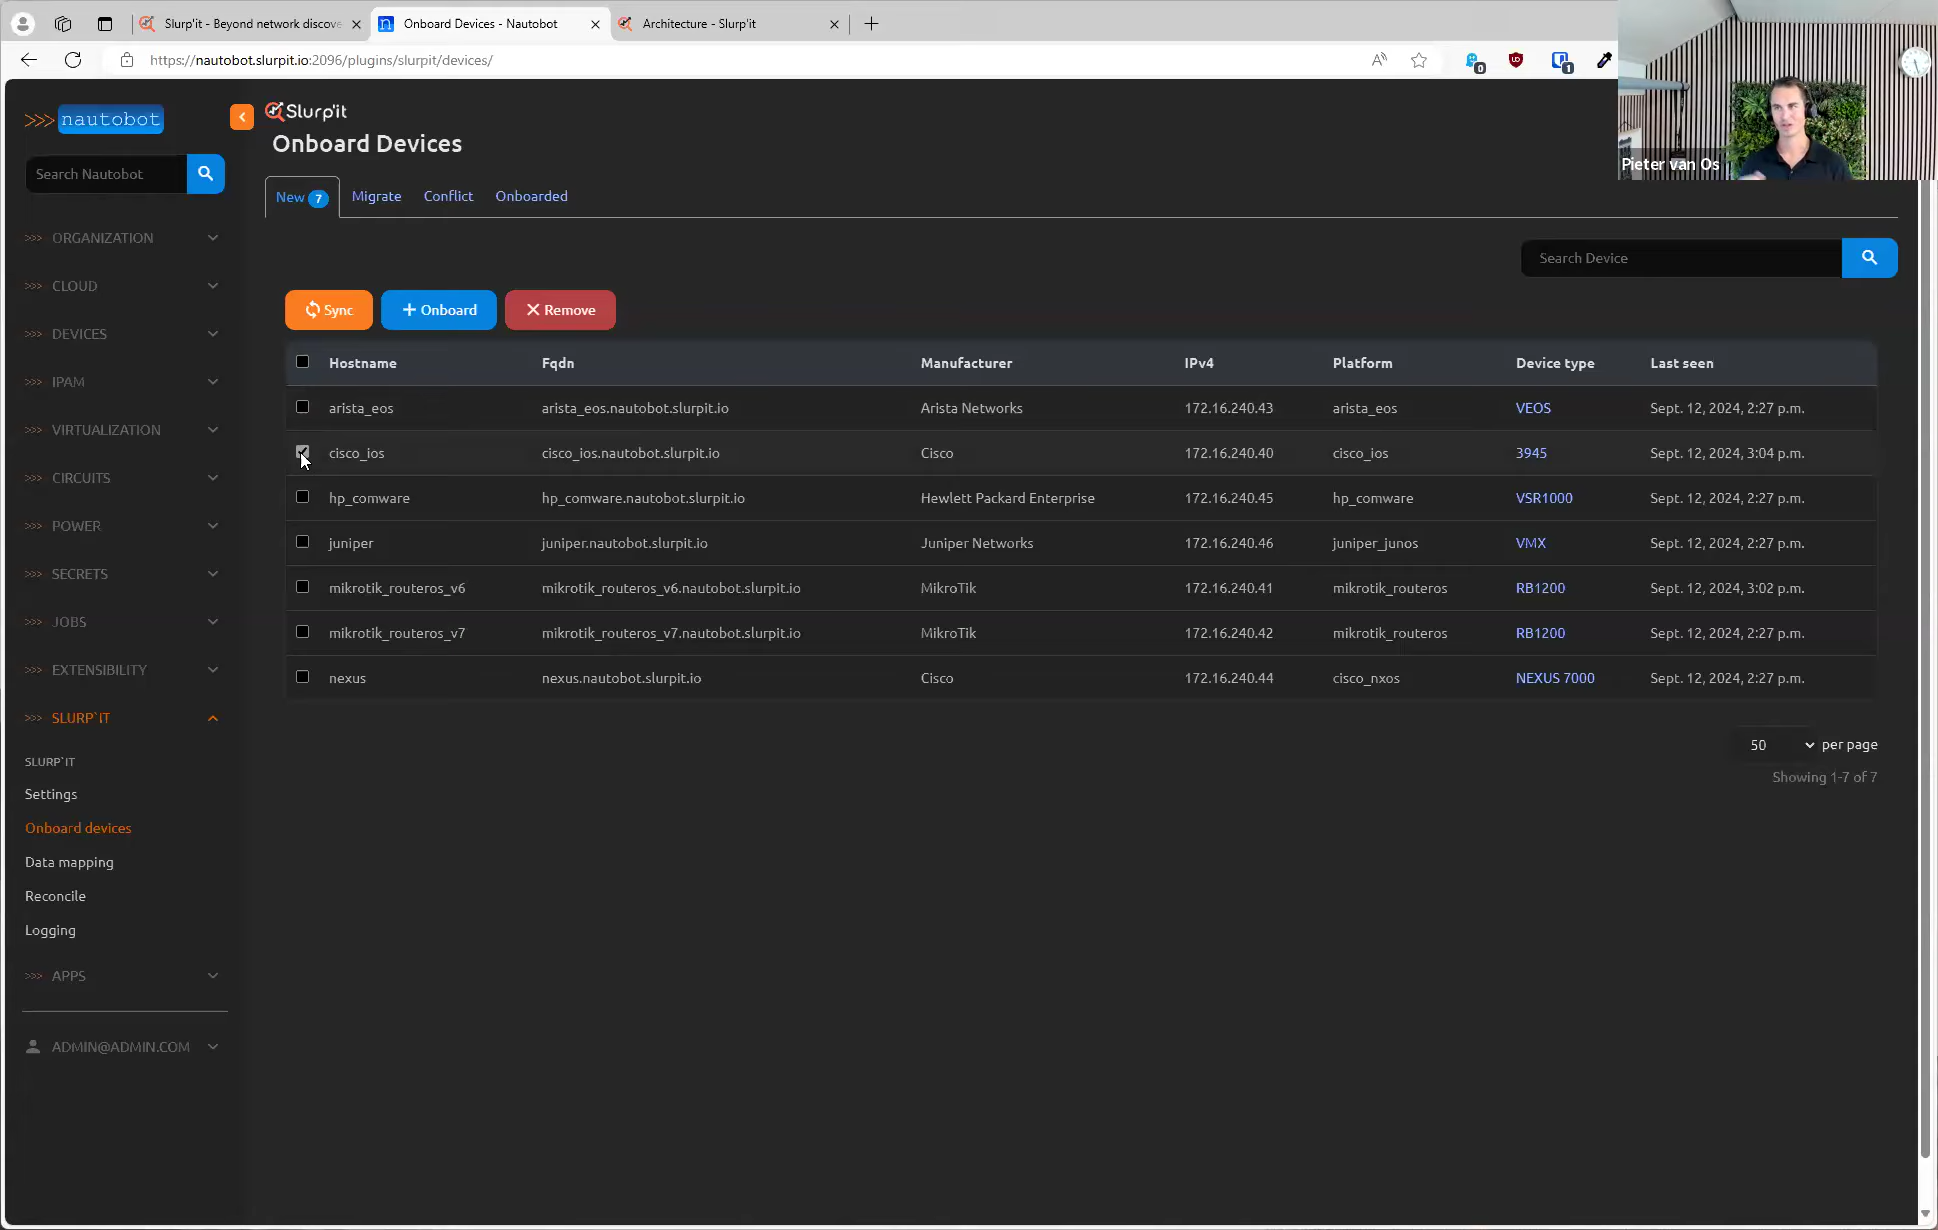 Slurp'it - Beyond network discove
Onboard Devices - Nautobot
Architecture - Slurp'it
https://nautobot.slurpit.io:2096/plugins/slurpit/devices/
0
1
Pieter van Os
>>> nautobot
Search Nautobot
>>> ORGANIZATION
>>> CLOUD
>>> DEVICES
>>> IPAM
>>> VIRTUALIZATION
>>> CIRCUITS
>>> POWER
>>> SECRETS
>>> JOBS
>>> EXTENSIBILITY
>>> SLURP`IT
SLURP`IT
Settings
Onboard devices
Data mapping
Reconcile
Logging
>>> APPS
ADMIN@ADMIN.COM
Slurp'it
Onboard Devices
New 7 Migrate Conflict Onboarded
Search Device
Sync Onboard Remove
Hostname Fqdn Manufacturer IPv4 Platform Device type Last seen
arista_eos arista_eos.nautobot.slurpit.io Arista Networks 172.16.240.43 arista_eos VEOS Sept. 12, 2024, 2:27 p.m.
cisco_ios cisco_ios.nautobot.slurpit.io Cisco 172.16.240.40 cisco_ios 3945 Sept. 12, 2024, 3:04 p.m.
hp_comware hp_comware.nautobot.slurpit.io Hewlett Packard Enterprise 172.16.240.45 hp_comware VSR1000 Sept. 12, 2024, 2:27 p.m.
juniper juniper.nautobot.slurpit.io Juniper Networks 172.16.240.46 juniper_junos VMX Sept. 12, 2024, 2:27 p.m.
mikrotik_routeros_v6 mikrotik_routeros_v6.nautobot.slurpit.io MikroTik 172.16.240.41 mikrotik_routeros RB1200 Sept. 12, 2024, 3:02 p.m.
mikrotik_routeros_v7 mikrotik_routeros_v7.nautobot.slurpit.io MikroTik 172.16.240.42 mikrotik_routeros RB1200 Sept. 12, 2024, 2:27 p.m.
nexus nexus.nautobot.slurpit.io Cisco 172.16.240.44 cisco_nxos NEXUS 7000 Sept. 12, 2024, 2:27 p.m.
50 per page
Showing 1-7 of 7